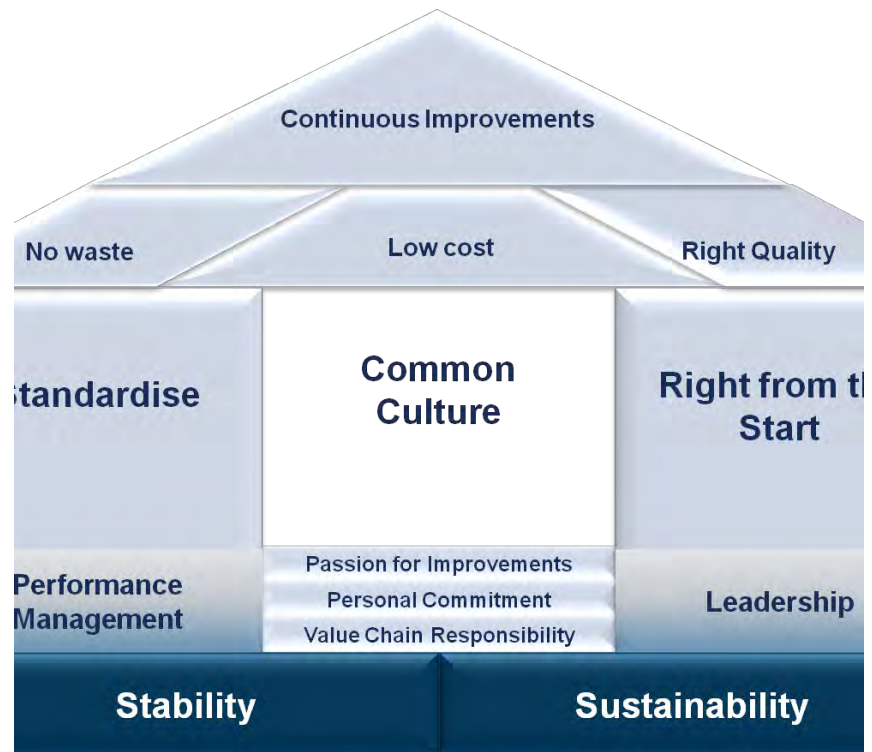 Continuous Improvements
No waste
Low cost
Right Quality
tandardise
Common
Culture
Right from t
Start
Passion for Improvements
Personal Commitment
Value Chain Responsibility
Performance
Management
Leadership
Stability
Sustainability